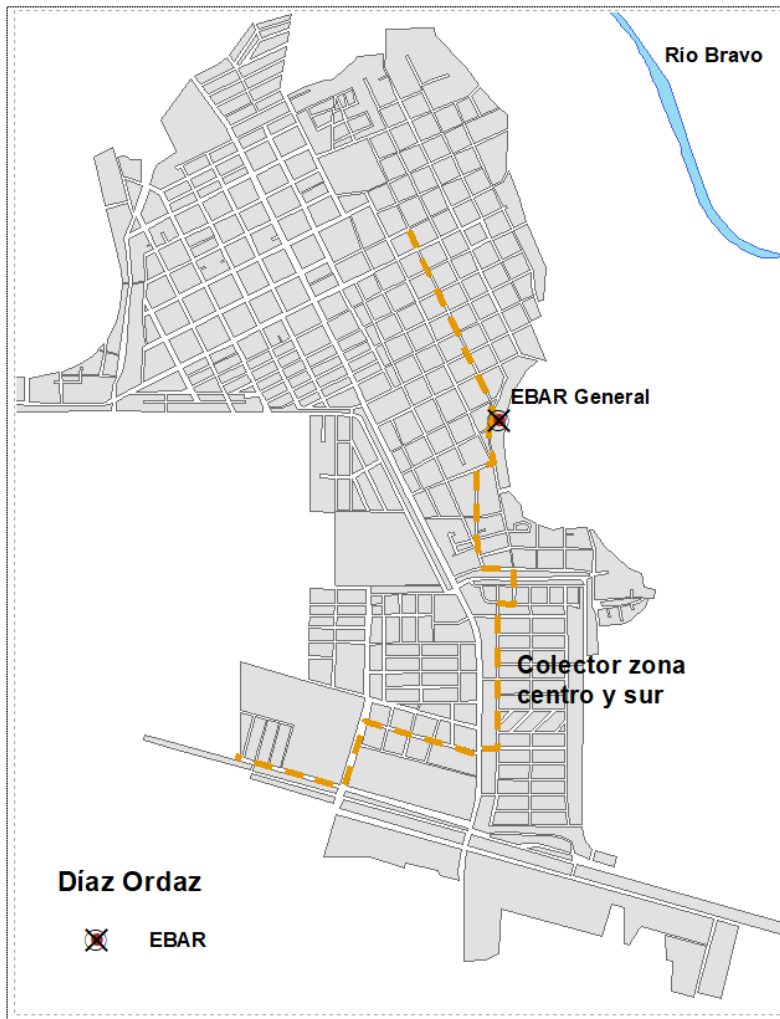 Río Bravo
EBAR General
Colector zona
centro y sur
Díaz Ordaz
EBAR